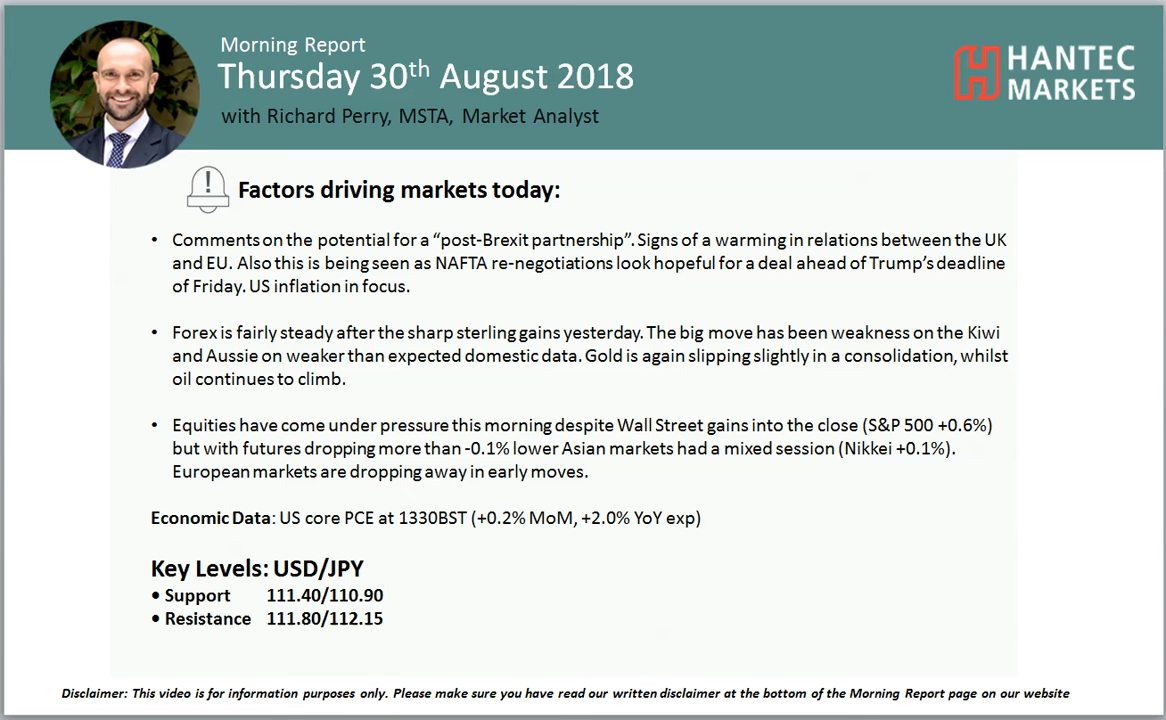 Morning Report
Thursday 30th August 2018
with Richard Perry, MSTA, Market Analyst
HANTEC
MARKETS
Factors driving markets today:
• Comments on the potential for a “post-Brexit partnership”. Signs of a warming in relations between the UK
and EU. Also this is being seen as NAFTA re-negotiations look hopeful for a deal ahead of Trump’s deadline
of Friday. US inflation in focus.
• Forex is fairly steady after the sharp sterling gains yesterday. The big move has been weakness on the Kiwi
and Aussie on weaker than expected domestic data. Gold is again slipping slightly in a consolidation, whilst
oil continues to climb.
• Equities have come under pressure this morning despite Wall Street gains into the close (S&P 500 +0.6%)
but with futures dropping more than -0.1% lower Asian markets had a mixed session (Nikkei +0.1%).
European markets are dropping away in early moves.
Economic Data: US core PCE at 1330BST (+0.2% MoM, +2.0% YoY exp)
Key Levels: USD/JPY
• Support 111.40/110.90
• Resistance 111.80/112.15
Disclaimer: This video is for information purposes only. Please make sure you have read our written disclaimer at the bottom of the Morning Report page on our website